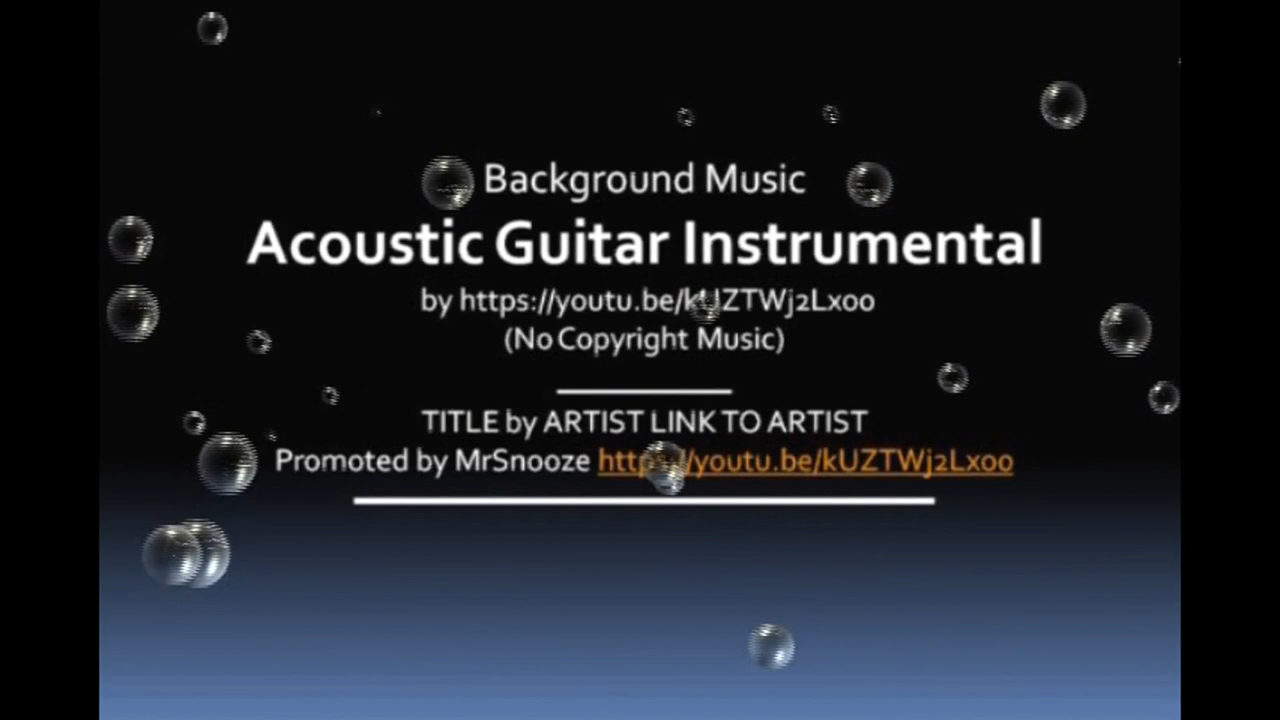 Background Music
Acoustic Guitar Instrumental
by https://youtu.be/kUZTWj2Lxoo
(No Copyright Music)
TITLE by ARTIST LINK TO ARTIST
Promoted by MrSnooze https://youtu.be/kUZTWj2Lxoo